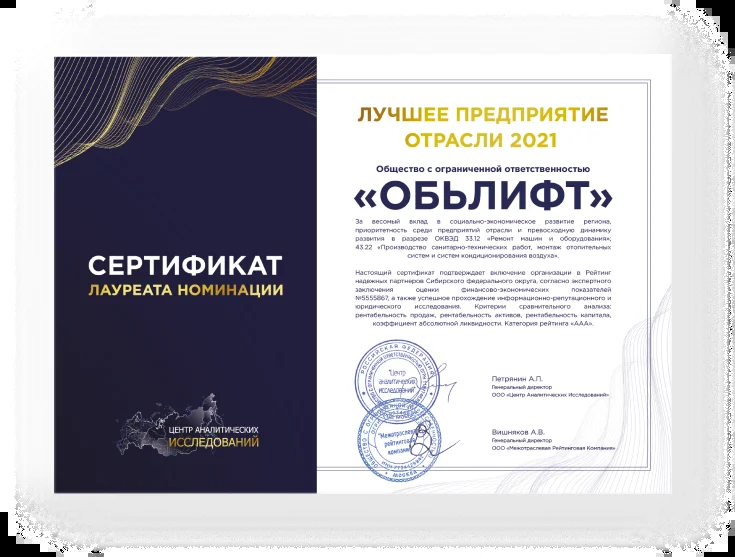 СЕРТИФИКАТ
ЛАУРЕАТА НОМИНАЦИИ
ЦЕНТР АНАЛИТИЧЕСКИХ
ИССЛЕДОВАНИЙ
ЛУЧШЕЕ ПРЕДПРИЯТИЕ
ОТРАСЛИ 2021
Общество с ограниченной ответственностью
«ОБЬЛИФТ»
За весомый вклад в социально-экономическое развитие региона,
приоритетность среди предприятий отрасли и превосходную динамику
развития в разрезе ОКВЭД 33.12 «Ремонт машин и оборудования»;
43.22 «Производство санитарно-технических работ, монтаж отопительных
систем и систем кондиционирования воздуха».
Настоящий сертификат подтверждает включение организации в Рейтинг
надежных партнеров Сибирского федерального округа, согласно экспертного
заключения оценки финансово-экономических показателей
№5555867, а также успешное прохождение информационно-репутационного и
юридического исследования. Критерии сравнительного анализа:
рентабельность продаж, рентабельность активов, рентабельность капитала,
коэффициент абсолютной ликвидности. Категория рейтинга «ААА».
РОССИЙСКАЯ ФЕДЕРАЦИЯ
"Центр
аналитических
исследований"
Петрянин А.П.
Генеральный директор
ООО «Центр Аналитических Исследований»
"Межотраслевая
рейтинговая
компания"
Вишняков А.В.
Генеральный директор
ООО «Межотраслевая Рейтинговая Компания»